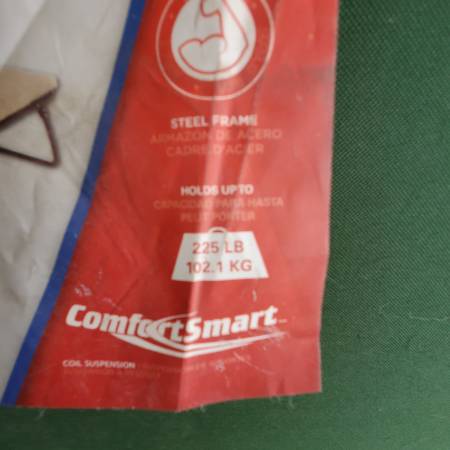 STEEL FRAME
ARMAZÓN DE ACERO
CADRE D'ACIER
HOLDS UP TO
CAPACIDAD PARA HASTA
PEUT PORTER
225 LB
102.1 KG
ComfortSmart
COIL SUSPENSION